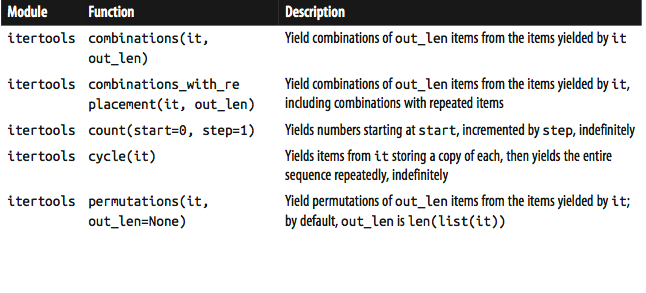 Module Function Description
itertools combinations(it, Yield combinations of out_len items from the items yielded by it
out_len)
itertools combinations_with_re Yield combinations of out_len items from the items yielded by it,
placement(it, out_len) including combinations with repeated items
itertools count(start=0, step=1) Yields numbers starting at start, incremented by step, indefinitely
itertools cycle(it) Yields items from it storing a copy of each, then yields the entire
sequence repeatedly, indefinitely
itertools permutations(it, Yield permutations of out_len items from the items yielded by it;
out_len=None) by default, out_len is len(list(it))